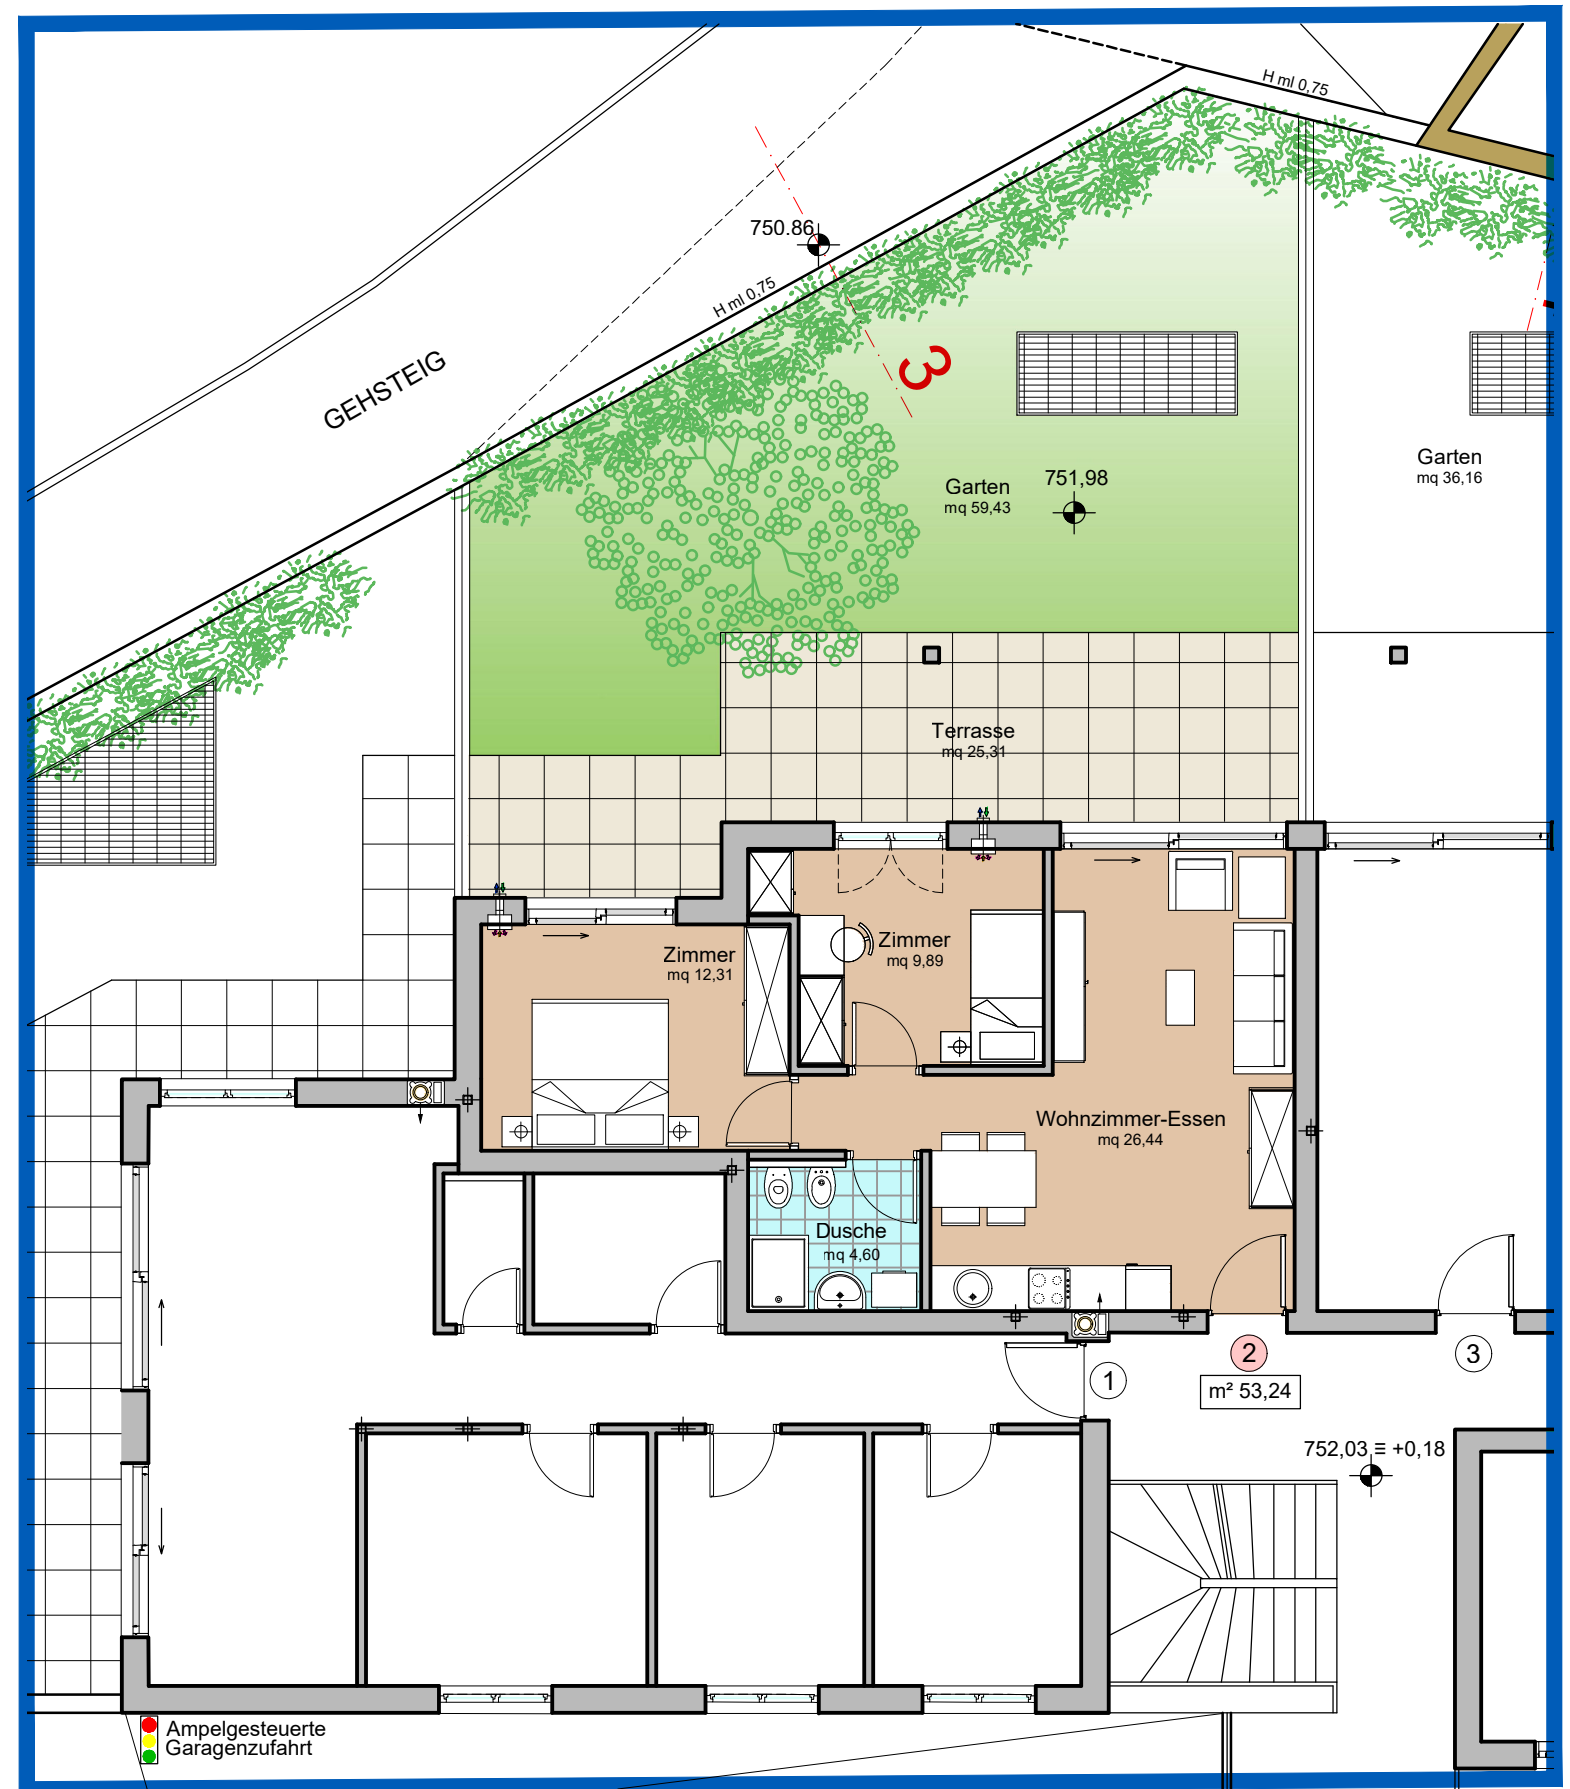 H ml 0,75
750.86
H ml 0,75
3
GEHSTEIG
Garten
mq 59,43
751,98
Garten
mq 36,16
Terrasse
mq 25,31
Zimmer
mq 12,31
Zimmer
mq 9,89
Wohnzimmer-Essen
mq 26,44
Dusche
mq 4,60
1
2
3
m² 53,24
752,03 ≡ +0,18
Ampelgesteuerte
Garagenzufahrt